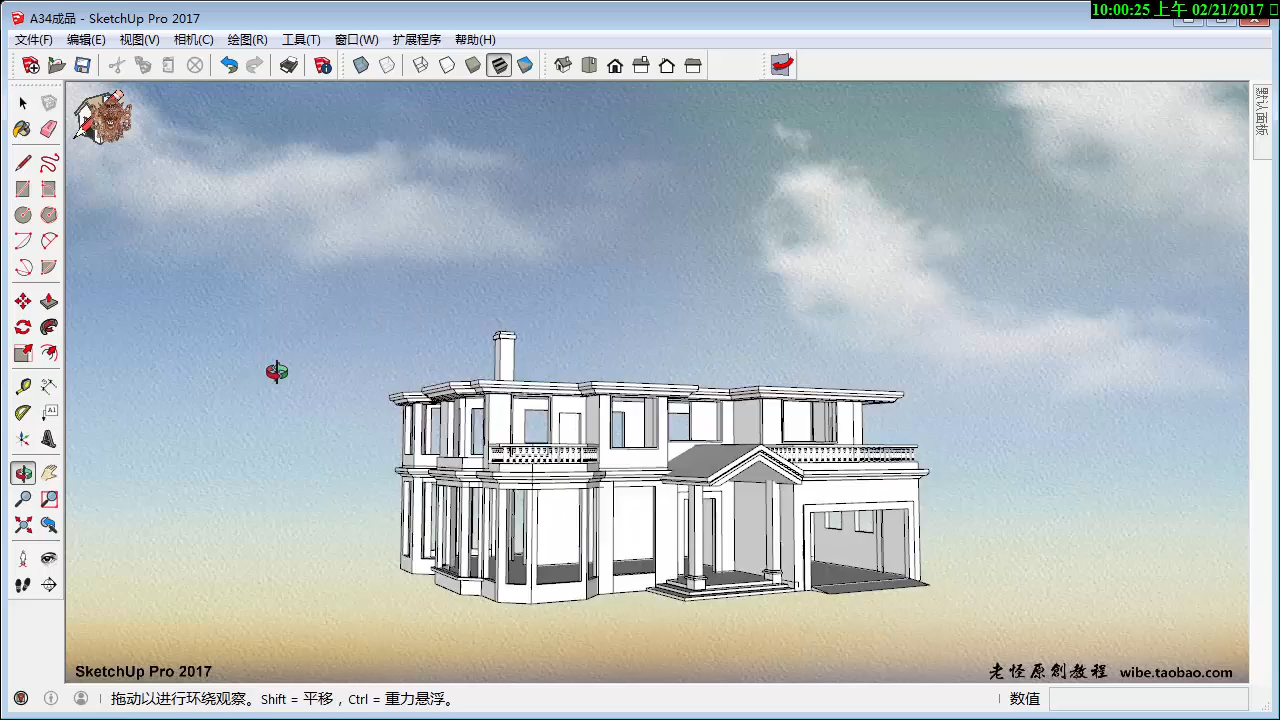 A34成品 - SketchUp Pro 2017
10:00:25 上午 02/21/2017
文件(F) 编辑(E) 视图(V) 相机(C) 绘图(R) 工具(T) 窗口(W) 扩展程序 帮助(H)
默认面板
SketchUp Pro 2017
老怪原創教程 wibe.taobao.com
拖动以进行环绕观察。Shift = 平移，Ctrl = 重力悬浮。
数值